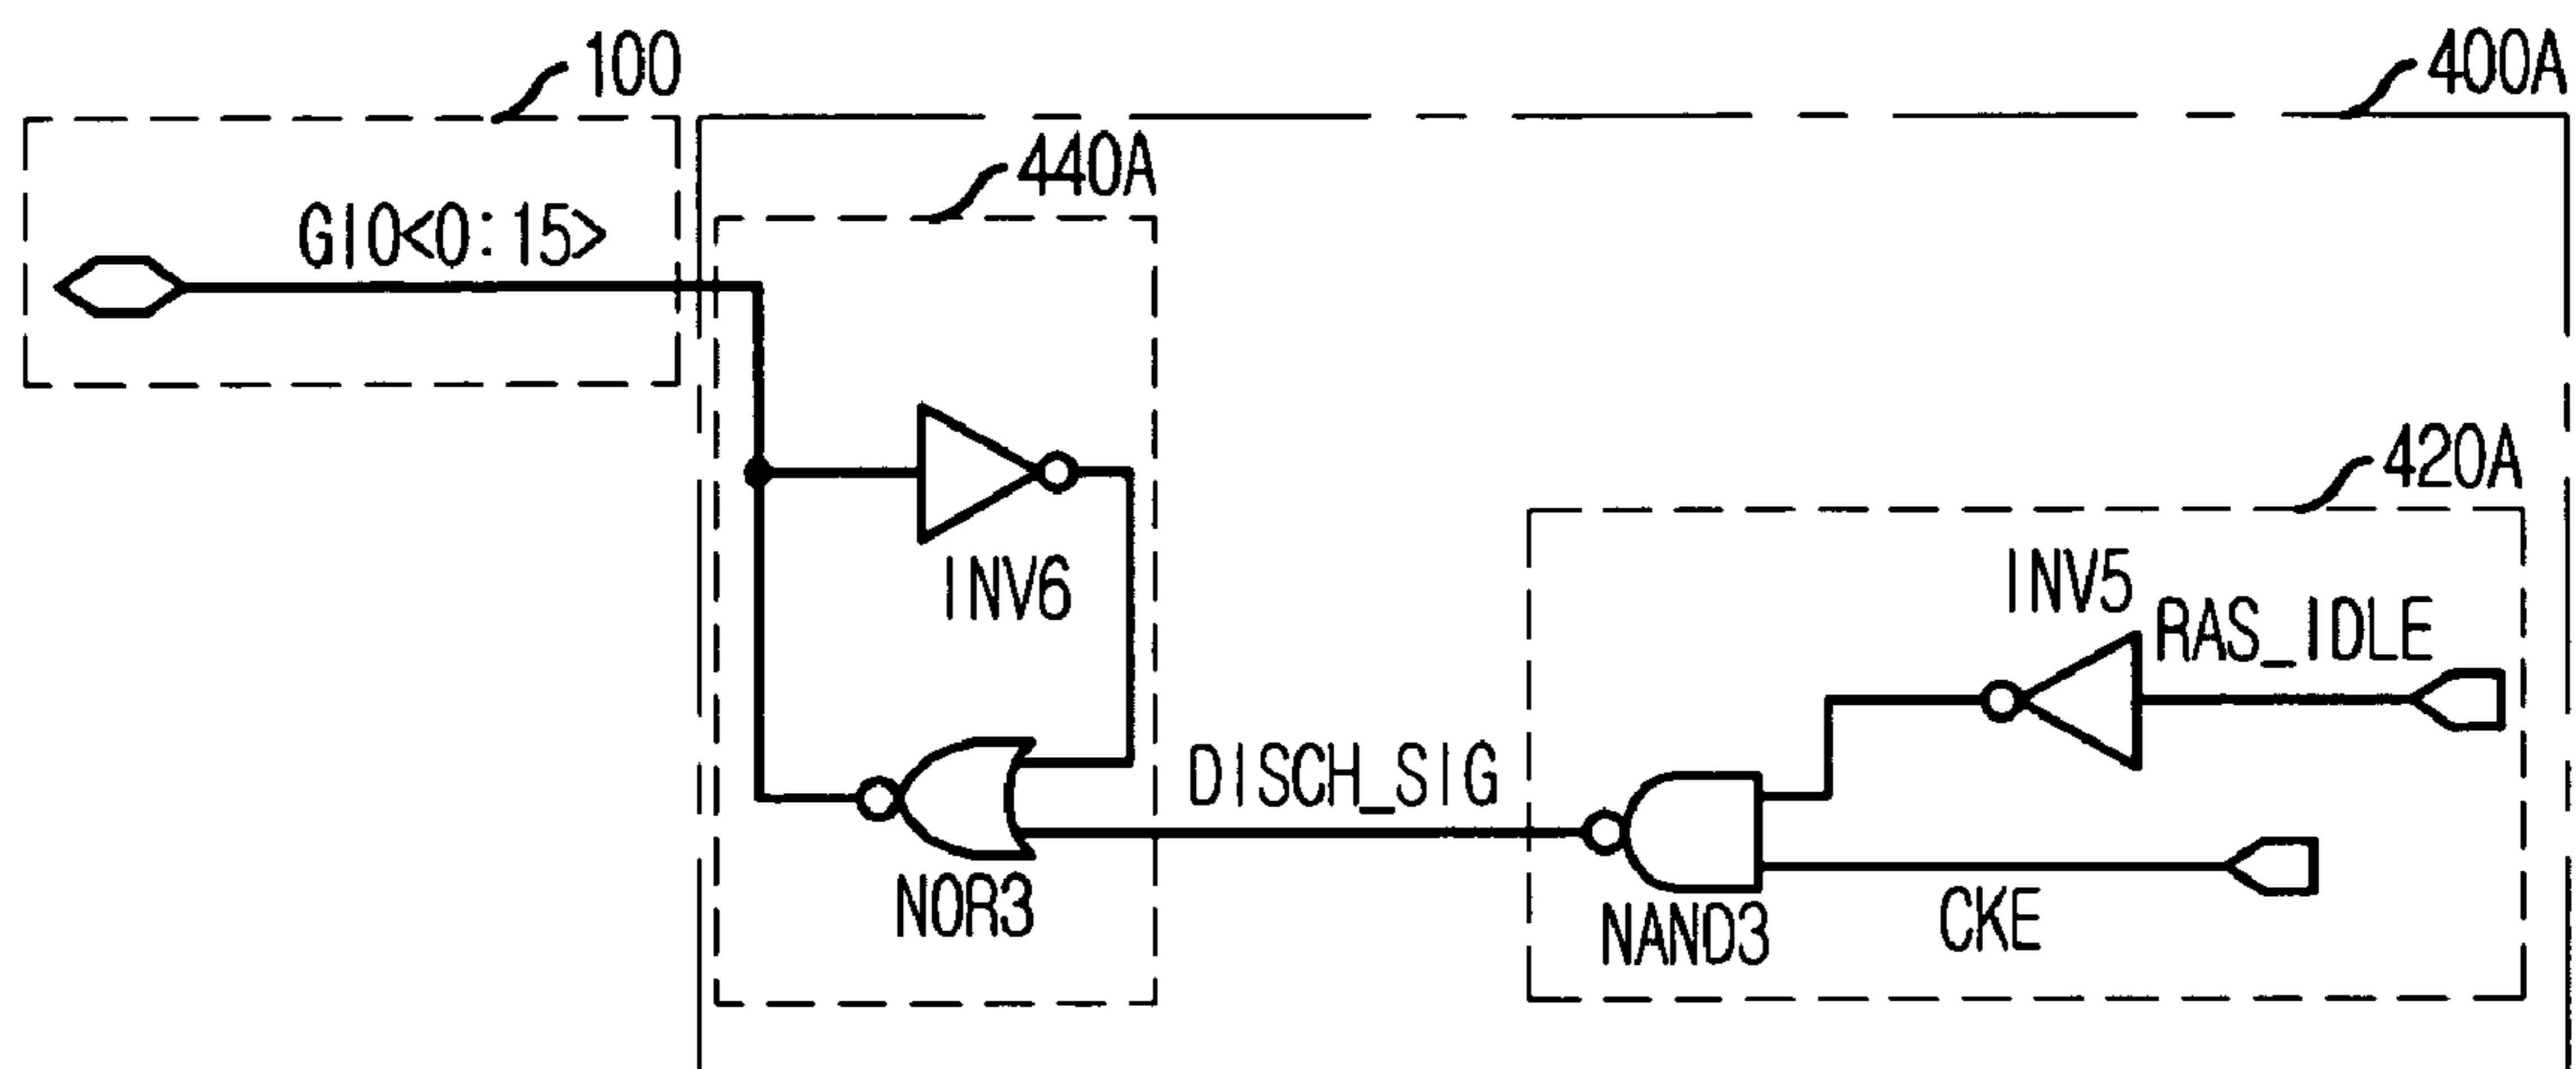 100
400A
440A
GIO<0:15>
420A
INV6
INV5
RAS_IDLE
DISCH_SIG
NOR3
NAND3
CKE